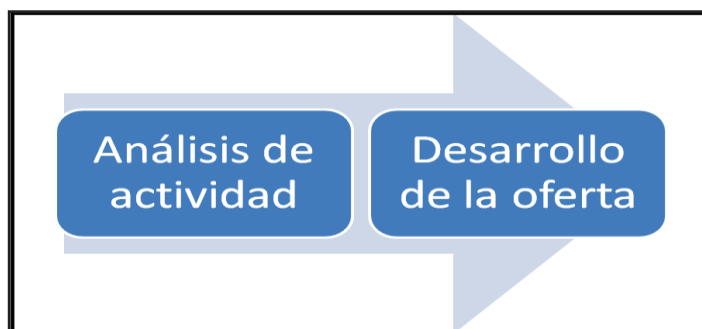 Análisis de
actividad
Desarrollo
de la oferta